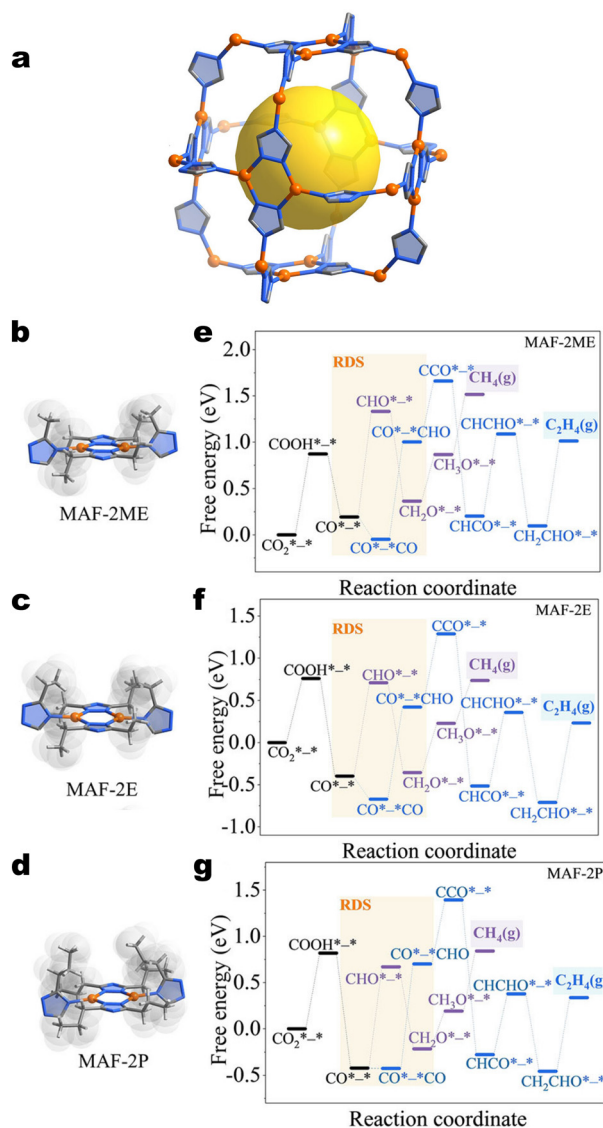 a
b
MAF-2ME
c
MAF-2E
d
MAF-2P
e
MAF-2ME
RDS
Free energy (eV)
2.0
1.5
1.0
0.5
0.0
CO₂*–*
COOH*–*
CO*–*
CHO*–*
CO*–*CO
CO*–*CHO
CH₂O*–*
CCO*–*
CH₃O*–*
CH₄(g)
CHCO*–*
CHCHO*–*
CH₂CHO*–*
C₂H₄(g)
Reaction coordinate
f
MAF-2E
RDS
Free energy (eV)
1.5
1.0
0.5
0.0
-0.5
-1.0
CO₂*–*
COOH*–*
CO*–*
CHO*–*
CO*–*CO
CO*–*CHO
CH₂O*–*
CCO*–*
CH₃O*–*
CH₄(g)
CHCO*–*
CHCHO*–*
CH₂CHO*–*
C₂H₄(g)
Reaction coordinate
g
MAF-2P
RDS
Free energy (eV)
1.5
1.0
0.5
0.0
-0.5
CO₂*–*
COOH*–*
CO*–*
CHO*–*
CO*–*CO
CO*–*CHO
CH₂O*–*
CCO*–*
CH₃O*–*
CH₄(g)
CHCO*–*
CHCHO*–*
CH₂CHO*–*
C₂H₄(g)
Reaction coordinate